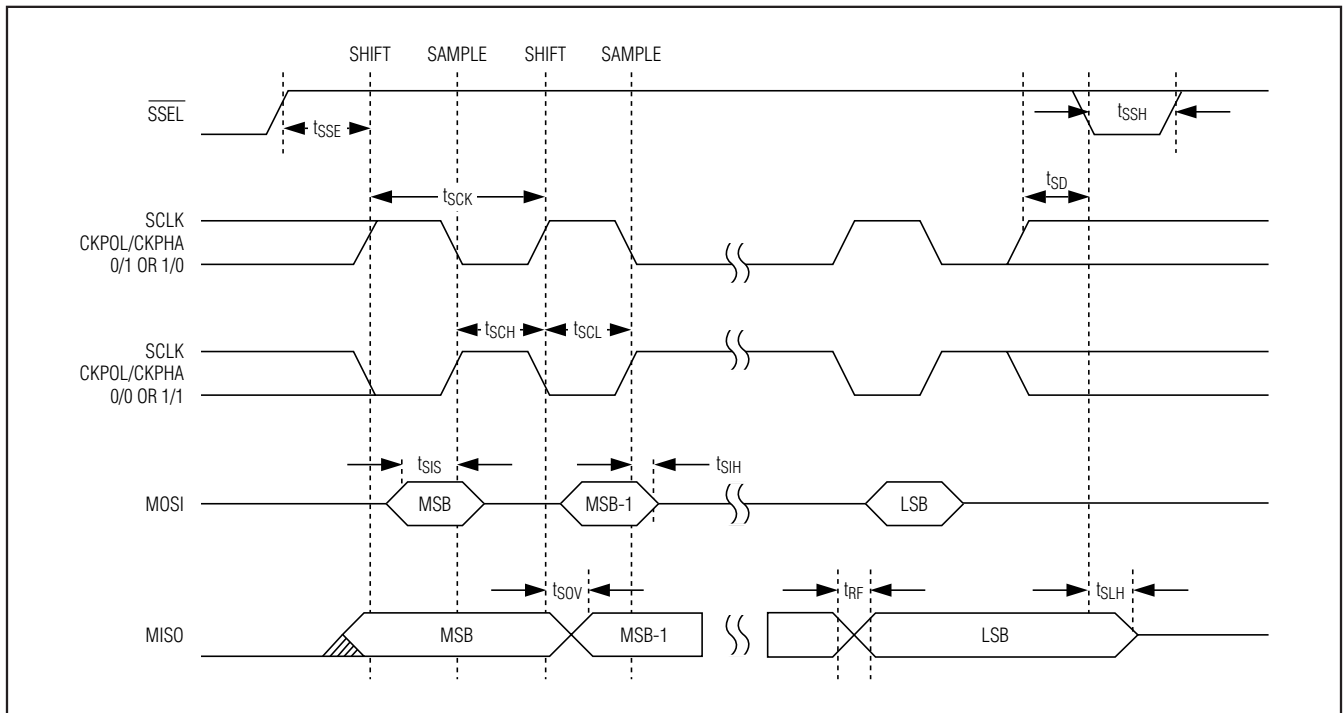 SHIFT SAMPLE SHIFT SAMPLE
SSEL
tSSE
tSSH
tSCK
tSD
SCLK
CKPOL/CKPHA
0/1 OR 1/0
tSCH tSCL
SCLK
CKPOL/CKPHA
0/0 OR 1/1
tSIS
tSIH
MOSI
MSB MSB-1 LSB
tSOV tRF tSLH
MISO
MSB MSB-1 LSB